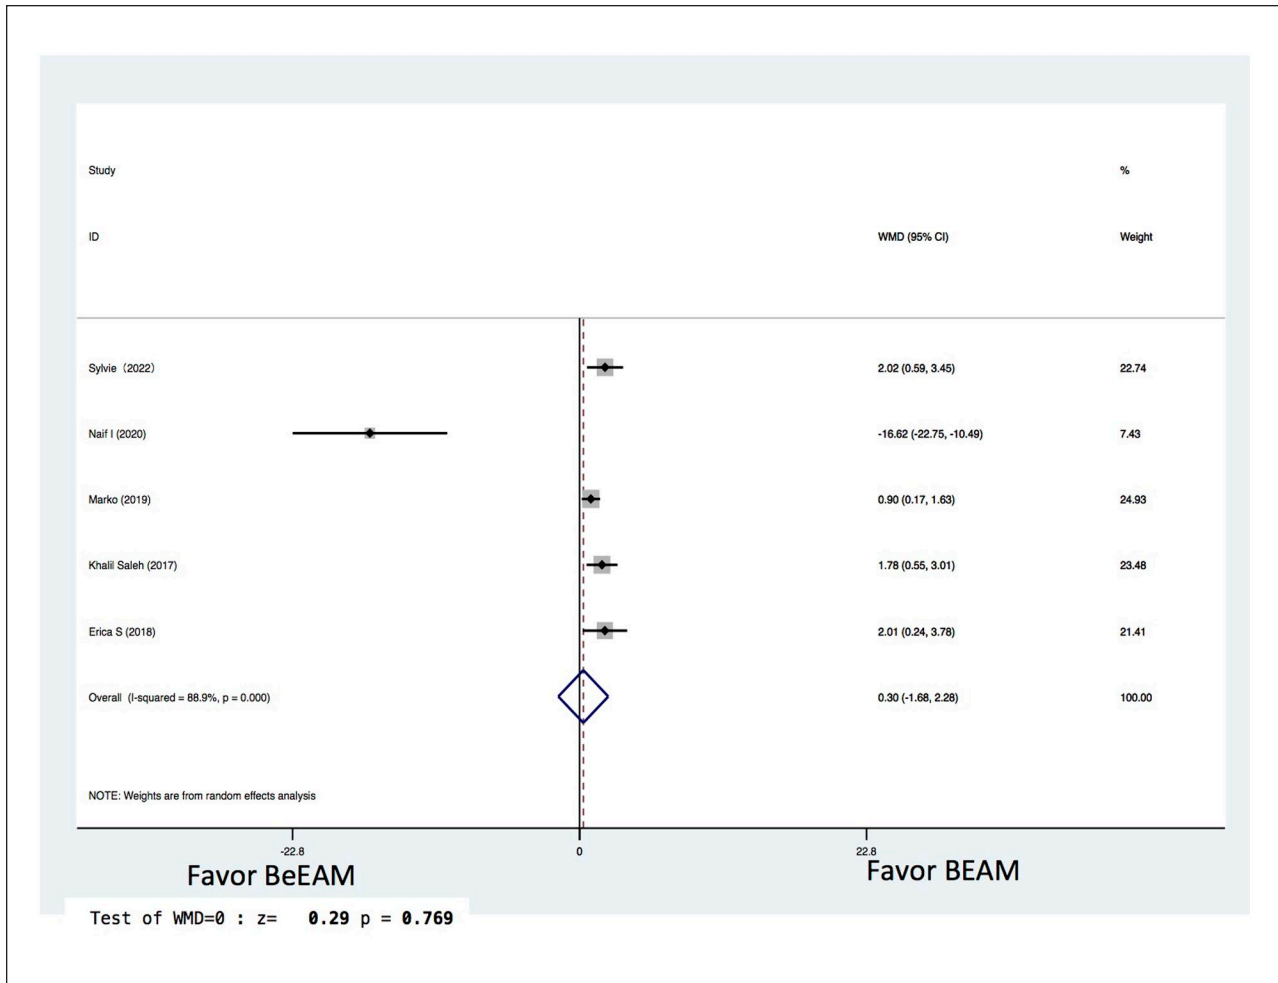 Study %
ID WMD (95% CI) Weight
Sylvie（2022) 2.02 (0.59, 3.45) 22.74
Naif I (2020) -16.62 (-22.75, -10.49) 7.43
Marko (2019) 0.90 (0.17, 1.63) 24.93
Khalil Saleh (2017) 1.78 (0.55, 3.01) 23.48
Erica S (2018) 2.01 (0.24, 3.78) 21.41
Overall (I-squared = 88.9%, p = 0.000) 0.30 (-1.68, 2.28) 100.00
NOTE: Weights are from random effects analysis
-22.8 0 22.8
Favor BeEAM Favor BEAM
Test of WMD=0 : z= 0.29 p = 0.769